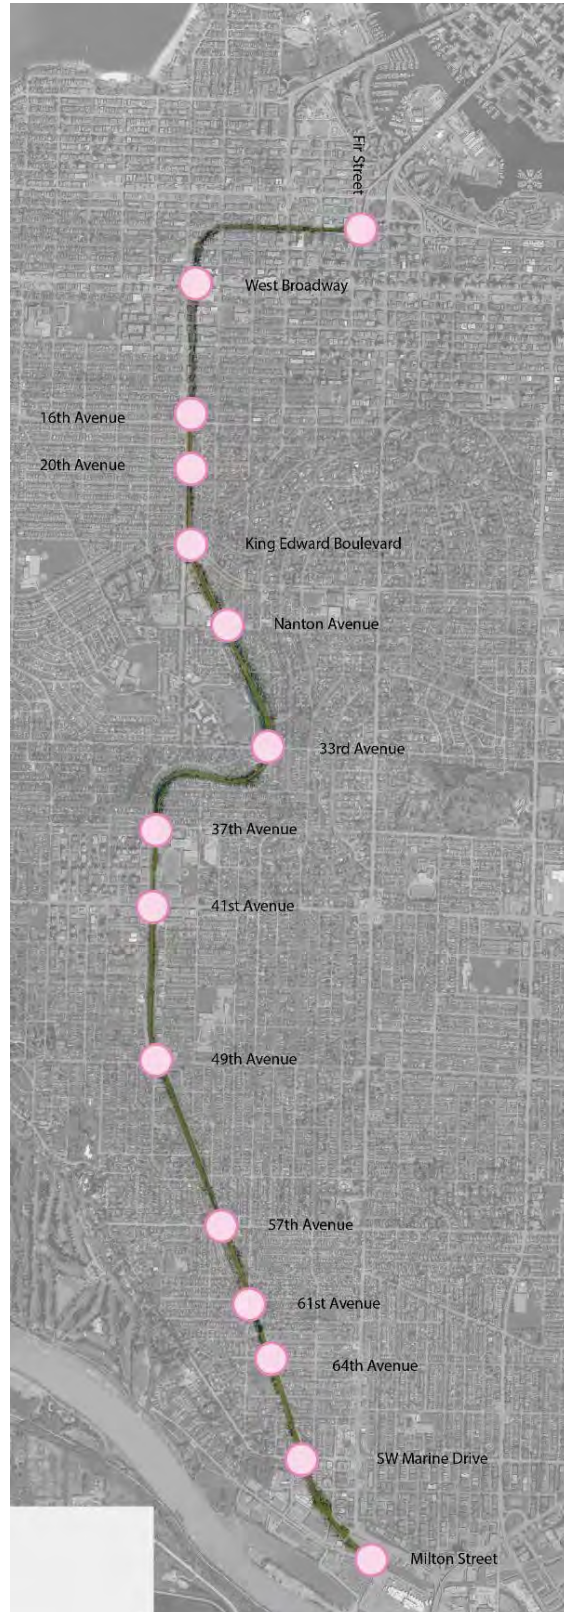 Fir Street
West Broadway
16th Avenue
20th Avenue
King Edward Boulevard
Nanton Avenue
33rd Avenue
37th Avenue
41st Avenue
49th Avenue
57th Avenue
61st Avenue
64th Avenue
SW Marine Drive
Milton Street